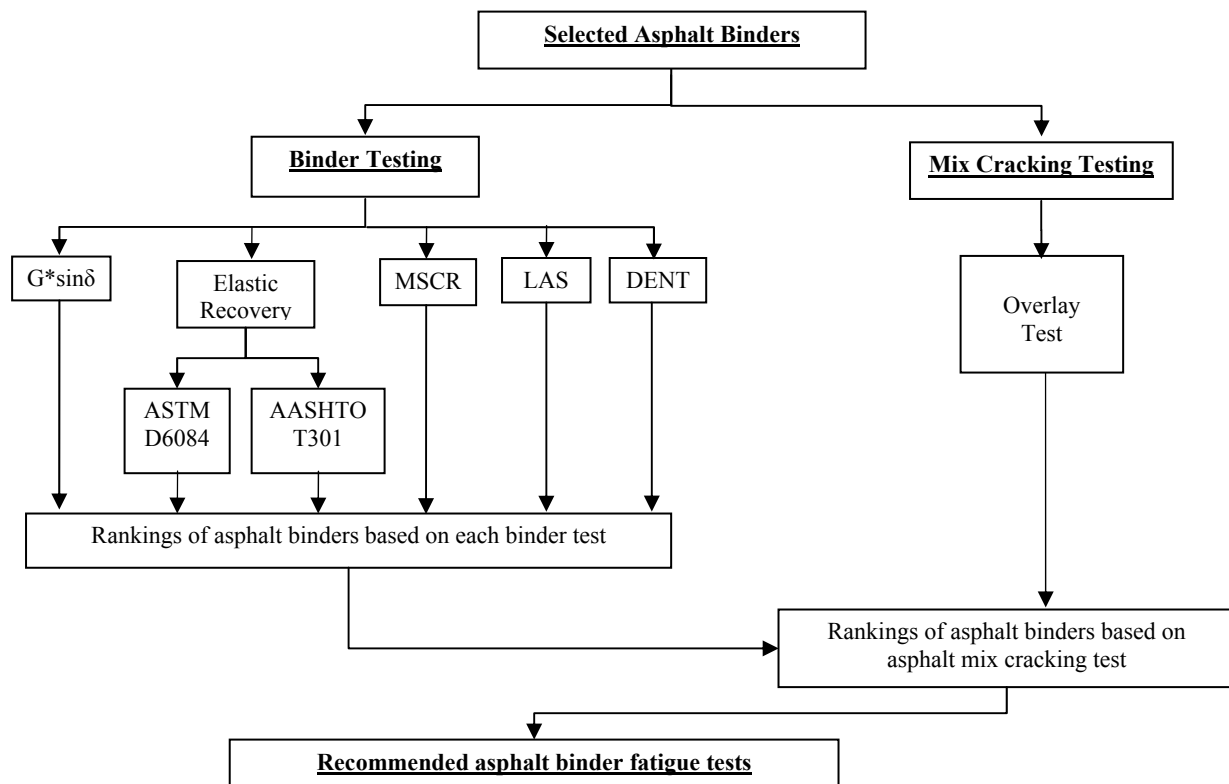 Selected Asphalt Binders
Binder Testing
Mix Cracking Testing
G*sinδ
Elastic
Recovery
MSCR
LAS
DENT
Overlay
Test
ASTM
D6084
AASHTO
T301
Rankings of asphalt binders based on each binder test
Rankings of asphalt binders based on
asphalt mix cracking test
Recommended asphalt binder fatigue tests